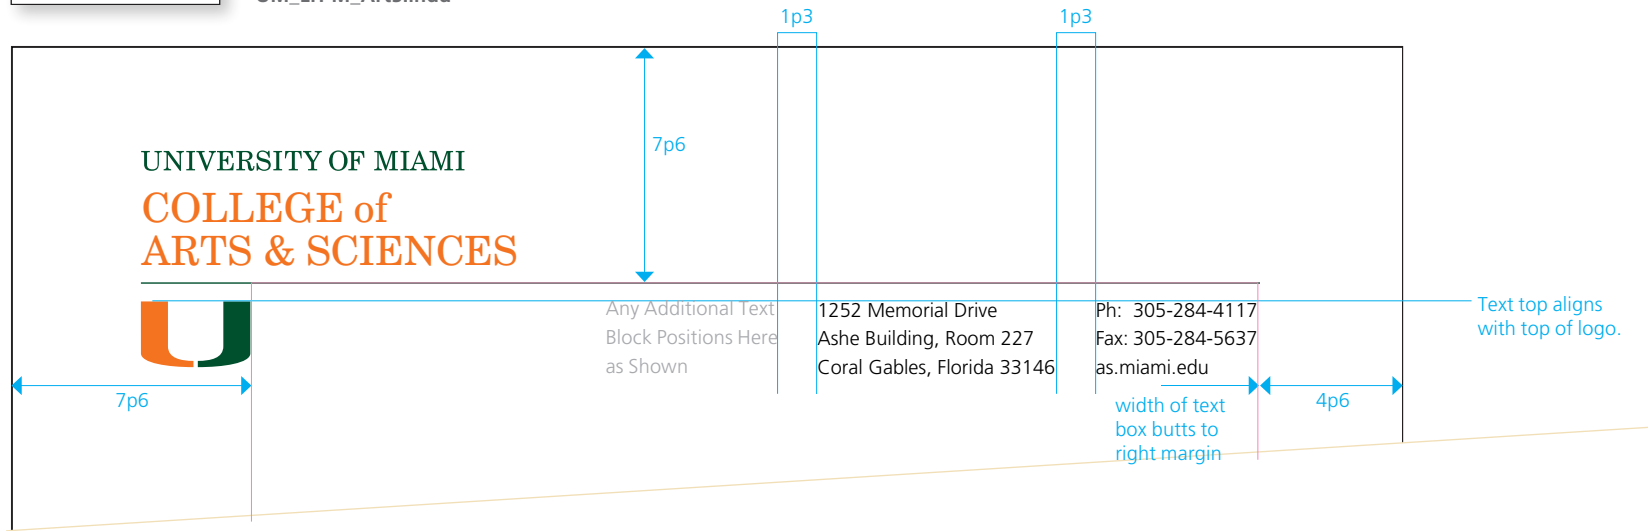 1p3
1p3
7p6
UNIVERSITY OF MIAMI
COLLEGE of
ARTS & SCIENCES
Any Additional Text
Block Positions Here
as Shown
1252 Memorial Drive
Ashe Building, Room 227
Coral Gables, Florida 33146
Ph: 305-284-4117
Fax: 305-284-5637
as.miami.edu
Text top aligns
with top of logo.
7p6
width of text
box butts to
right margin
4p6